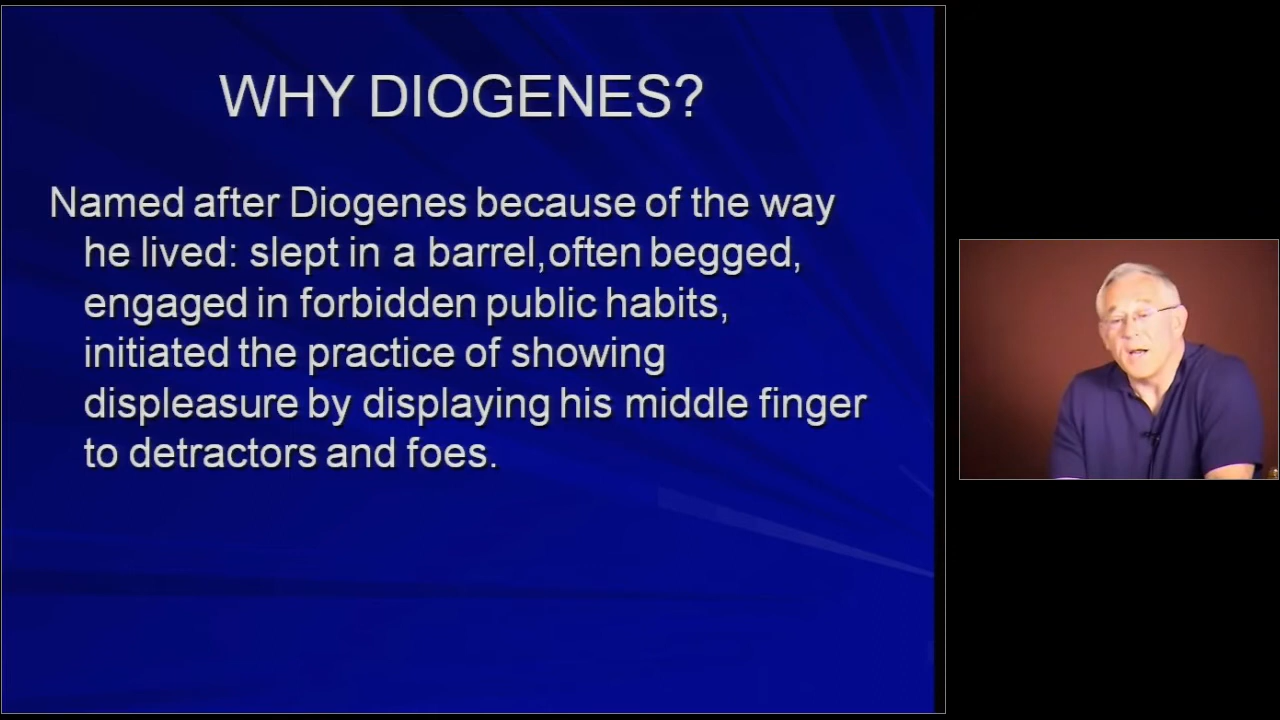 WHY DIOGENES?
Named after Diogenes because of the way
he lived: slept in a barrel,often begged,
engaged in forbidden public habits,
initiated the practice of showing
displeasure by displaying his middle finger
to detractors and foes.